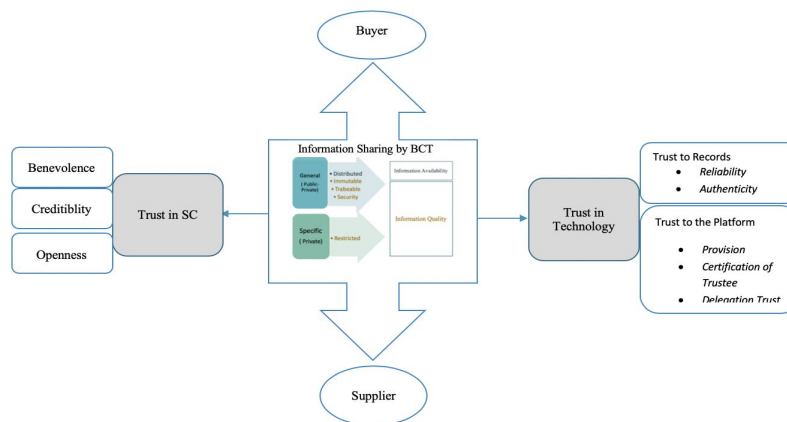 Buyer
Information Sharing by BCT
General
( Public-
Private)
• Distributed
• Immutable
• Trabeable
• Security
Information Availability
Specific
( Private)
• Restricted
Information Quality
Benevolence
Creditiblity
Openness
Trust in SC
Trust in
Technology
Trust to Records
• Reliability
• Authenticity
Trust to the Platform
• Provision
• Certification of
Trustee
• Delegation Trust
Supplier